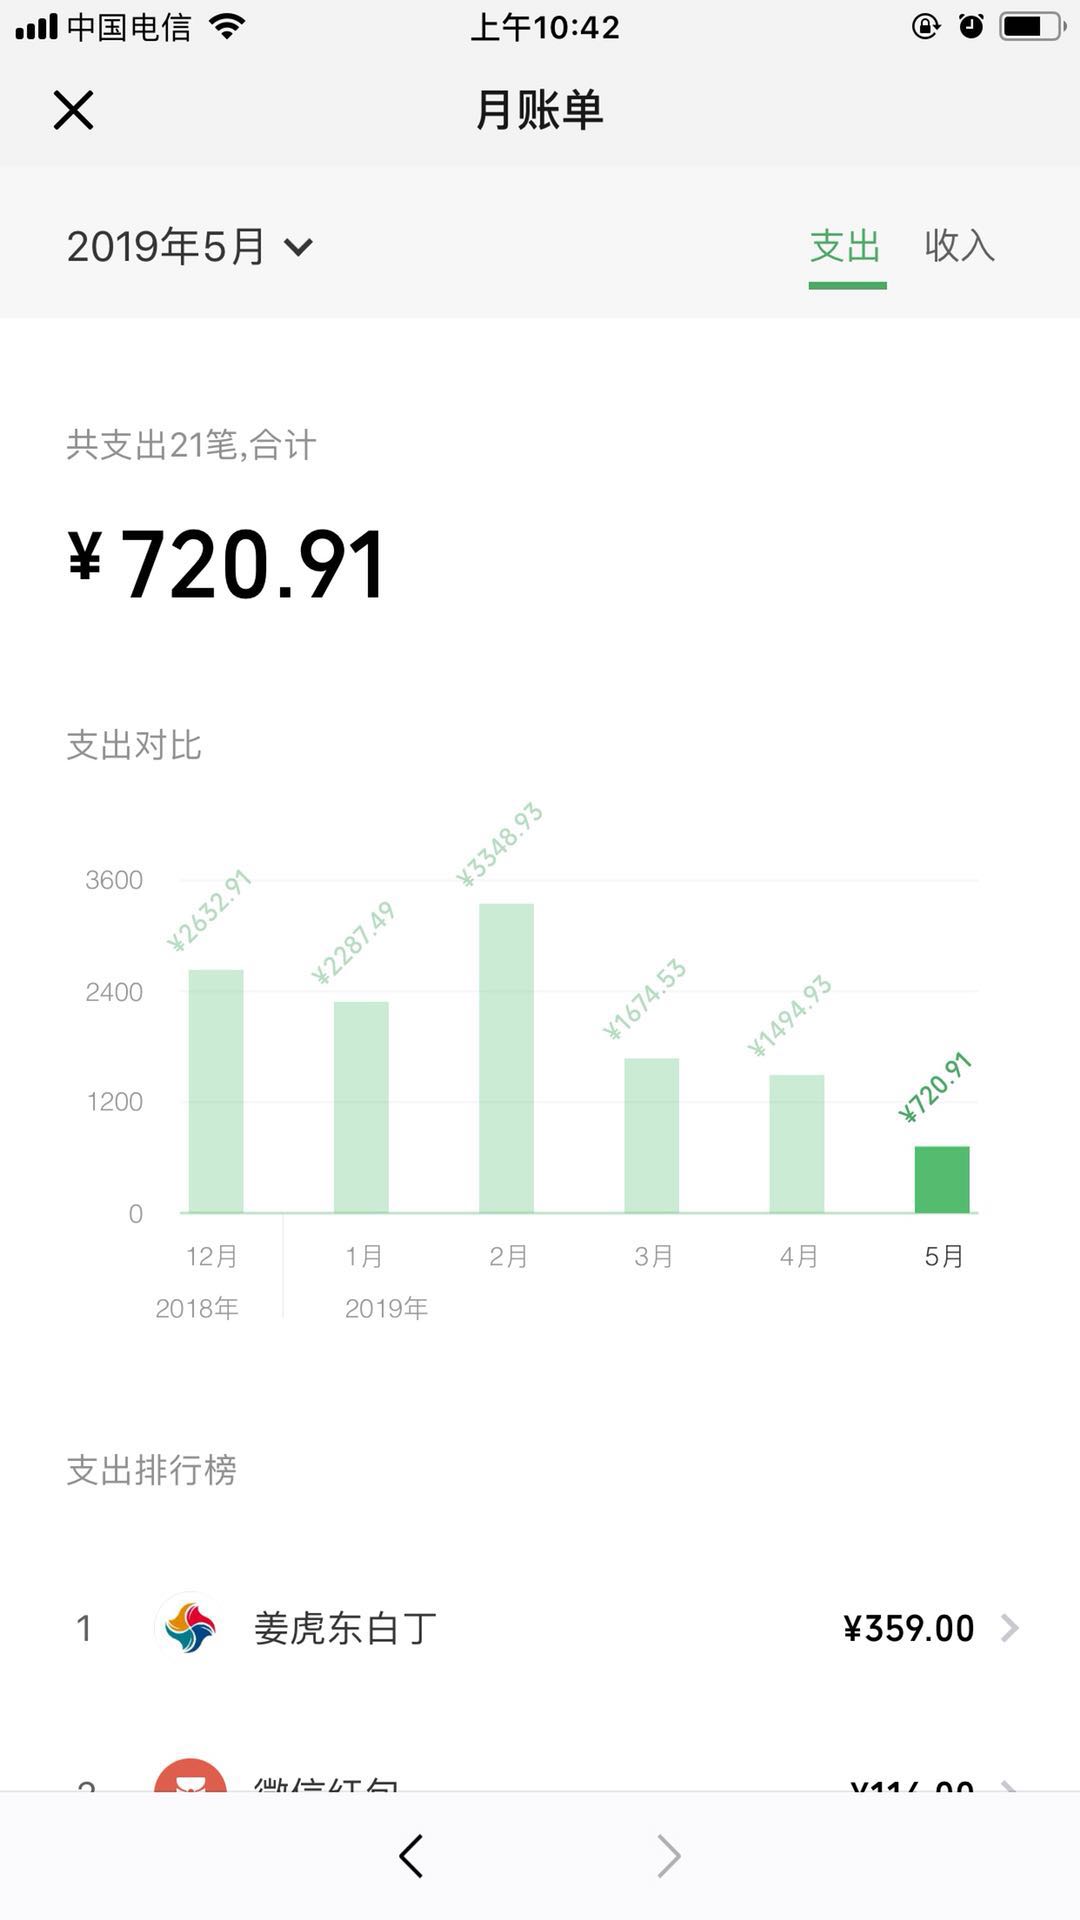 中国电信 上午10:42
月账单
2019年5月 支出 收入
共支出21笔,合计
¥720.91
支出对比
¥3348.93
3600 ¥2632.91
¥2287.49
2400 ¥1674.53 ¥1494.93
1200 ¥720.91
0
12月 1月 2月 3月 4月 5月
2018年 2019年
支出排行榜
1 姜虎东白丁 ¥359.00
2 微信红包